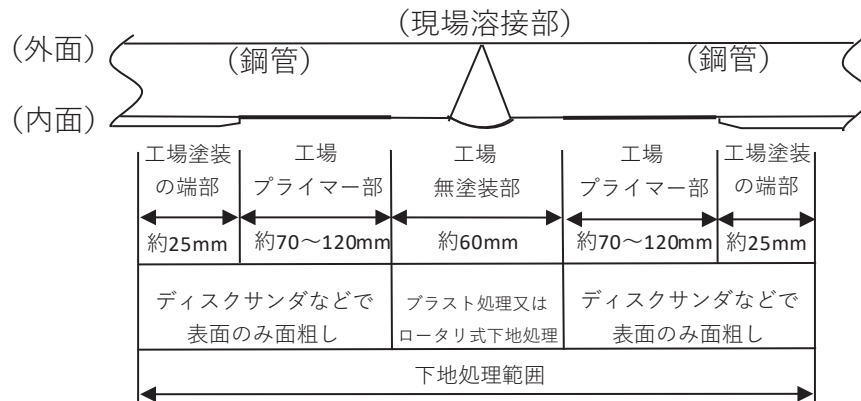 (現場溶接部)
(外面)
(鋼管)
(鋼管)
(内面)
工場塗装
の端部
工場
プライマー部
工場
無塗装部
工場
プライマー部
工場塗装
の端部
約25mm
約70～120mm
約60mm
約70～120mm
約25mm
ディスクサンダなどで
表面のみ面粗し
ブラスト処理又は
ロータリ式下地処理
ディスクサンダなどで
表面のみ面粗し
下地処理範囲